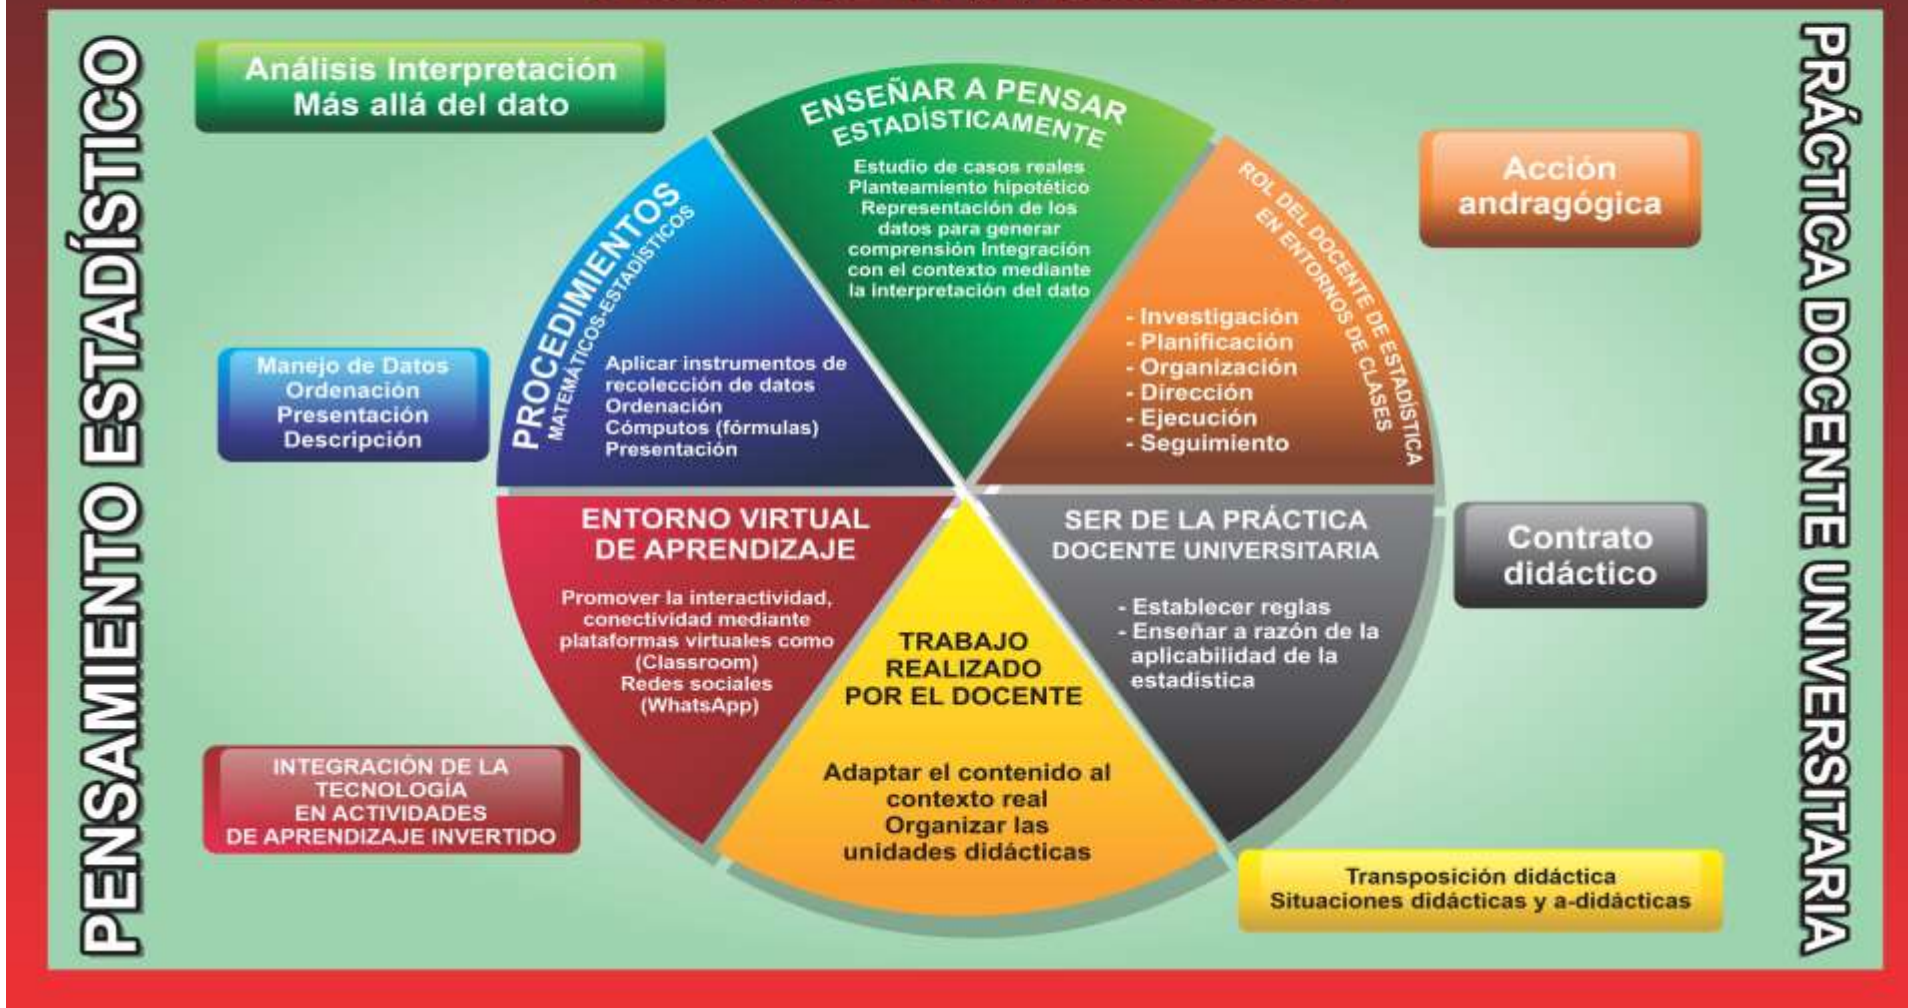 PENSAMIENTO ESTADÍSTICO
Análisis Interpretación
Más allá del dato
ENSEÑAR A PENSAR
ESTADÍSTICAMENTE
Estudio de casos reales
Planteamiento hipotético
Representación de los
datos para generar
comprensión Integración
con el contexto mediante
la interpretación del dato
ROL DEL DOCENTE DE ESTADÍSTICA
EN ENTORNOS DE CLASES
- Investigación
- Planificación
- Organización
- Dirección
- Ejecución
- Seguimiento
Acción
andragógica
PROCEDIMIENTOS
MATEMÁTICOS-ESTADÍSTICOS
Aplicar instrumentos de
recolección de datos
Ordenación
Cómputos (fórmulas)
Presentación
Manejo de Datos
Ordenación
Presentación
Descripción
ENTORNO VIRTUAL
DE APRENDIZAJE
Promover la interactividad,
conectividad mediante
plataformas virtuales como
(Classroom)
Redes sociales
(WhatsApp)
INTEGRACIÓN DE LA
TECNOLOGÍA
EN ACTIVIDADES
DE APRENDIZAJE INVERTIDO
TRABAJO
REALIZADO
POR EL DOCENTE
Adaptar el contenido al
contexto real
Organizar las
unidades didácticas
SER DE LA PRÁCTICA
DOCENTE UNIVERSITARIA
- Establecer reglas
- Enseñar a razón de la
aplicabilidad de la
estadística
Contrato
didáctico
Transposición didáctica
Situaciones didácticas y a-didácticas
PRÁCTICA DOCENTE UNIVERSITARIA